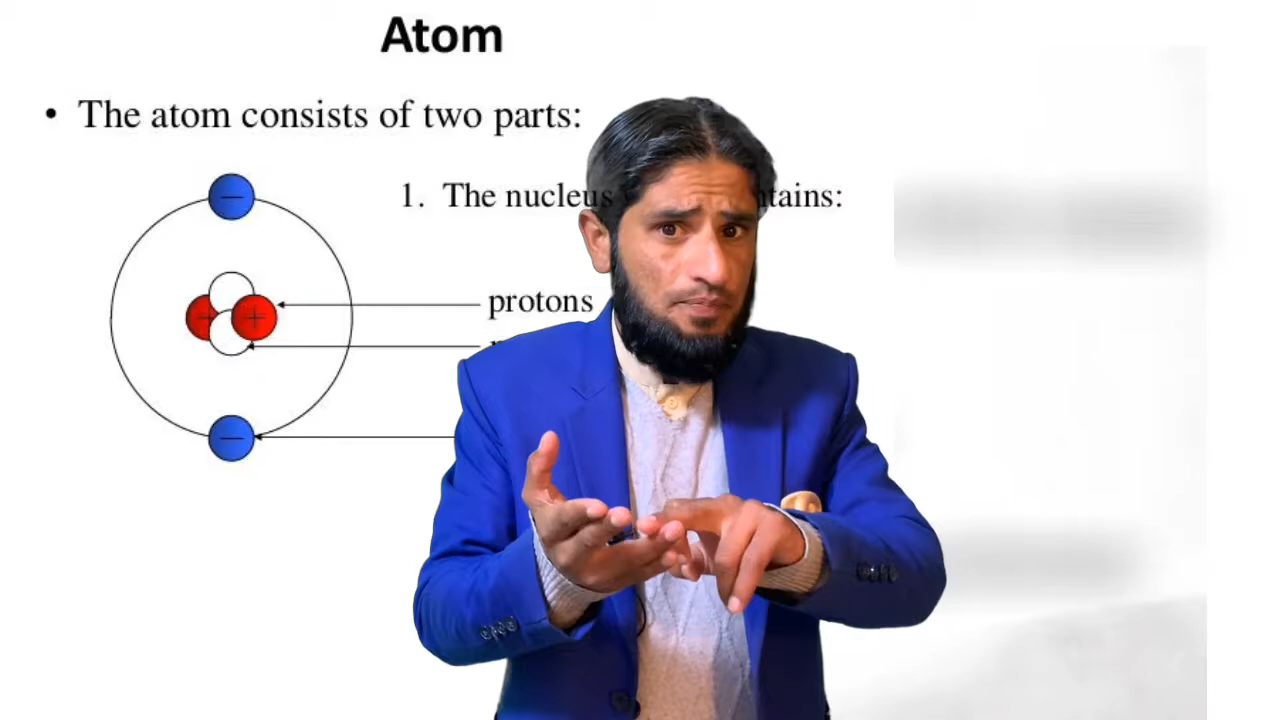 Atom
• The atom consists of two parts:
1. The nucleus tains:
protons